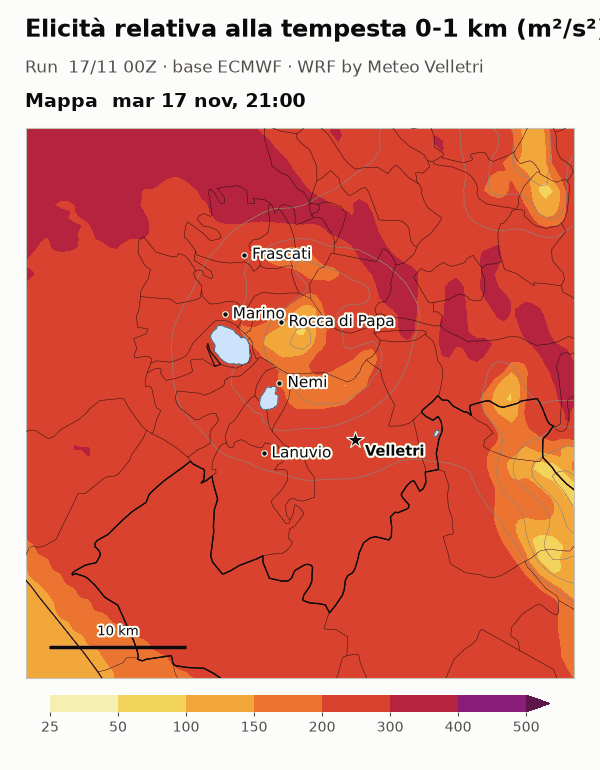 Elicità relativa alla tempesta 0-1 km (m²/s²)
Run 17/11 00Z · base ECMWF · WRF by Meteo Velletri
Mappa mar 17 nov, 21:00
Frascati
Marino
Rocca di Papa
Nemi
Velletri
Lanuvio
10 km
25 50 100 150 200 300 400 500